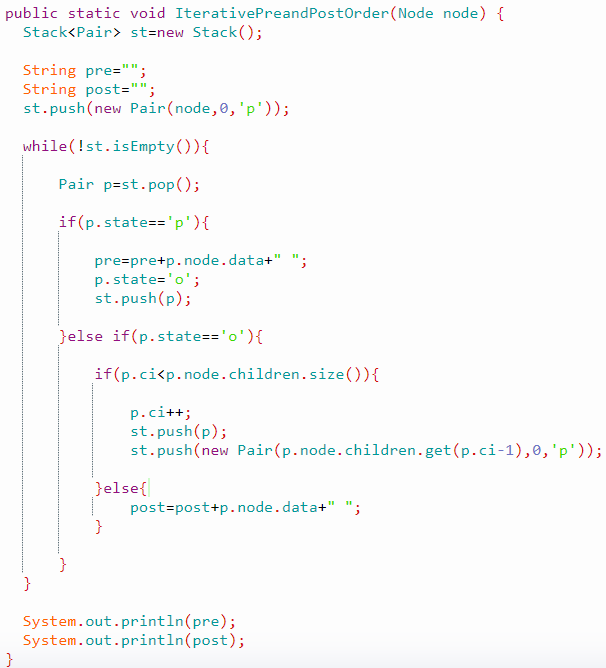 public static void IterativePreandPostOrder(Node node) {
  Stack<Pair> st=new Stack();
  String pre="";
  String post="";
  st.push(new Pair(node,0,'p'));
  while(!st.isEmpty()){
      Pair p=st.pop();
      if(p.state=='p'){
          pre=pre+p.node.data+" ";
          p.state='o';
          st.push(p);
      }else if(p.state=='o'){
          if(p.ci<p.node.children.size()){
              p.ci++;
              st.push(p);
              st.push(new Pair(p.node.children.get(p.ci-1),0,'p'));
          }else{
              post=post+p.node.data+" ";
          }
      }
  }
  System.out.println(pre);
  System.out.println(post);
}